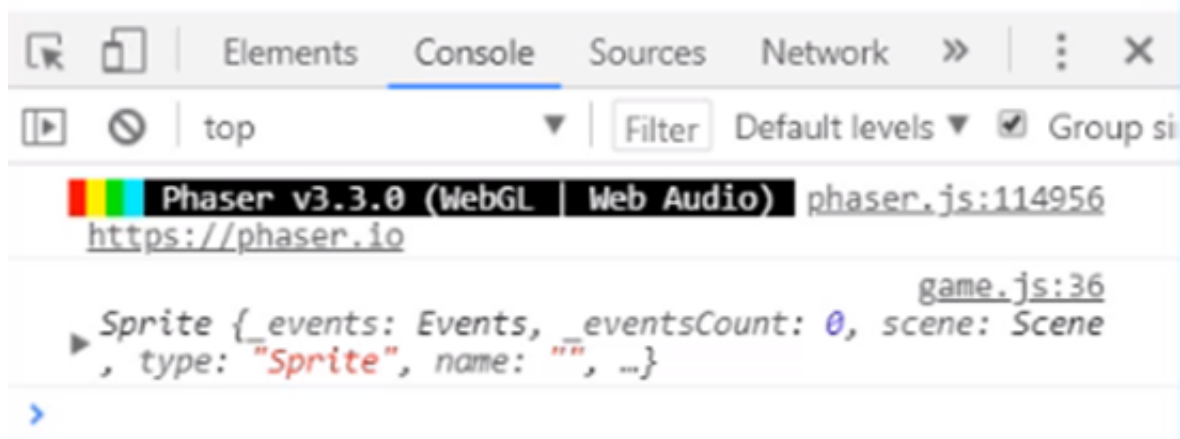 Elements Console Sources Network »
top Filter Default levels Group si
Phaser v3.3.0 (WebGL | Web Audio) phaser.js:114956
https://phaser.io
game.js:36
Sprite {_events: Events, _eventsCount: 0, scene: Scene
, type: "Sprite", name: "", …}